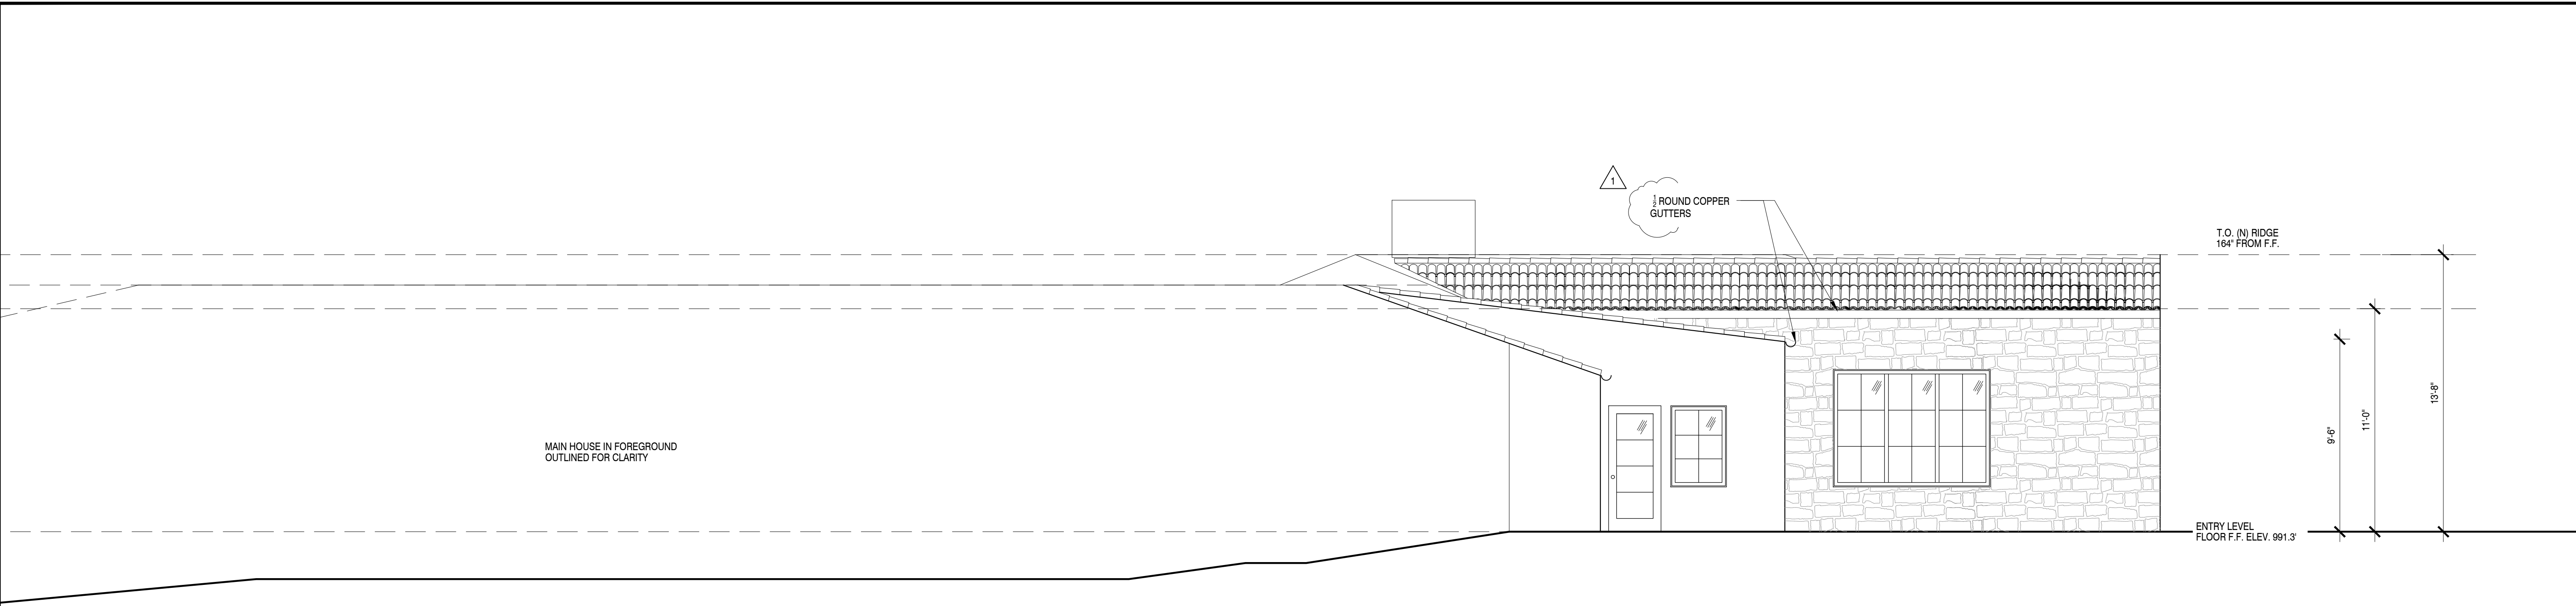 1
½ ROUND COPPER
GUTTERS
T.O. (N) RIDGE
164" FROM F.F.
13'-8"
11'-0"
9'-6"
MAIN HOUSE IN FOREGROUND
OUTLINED FOR CLARITY
ENTRY LEVEL
FLOOR F.F. ELEV. 991.3'